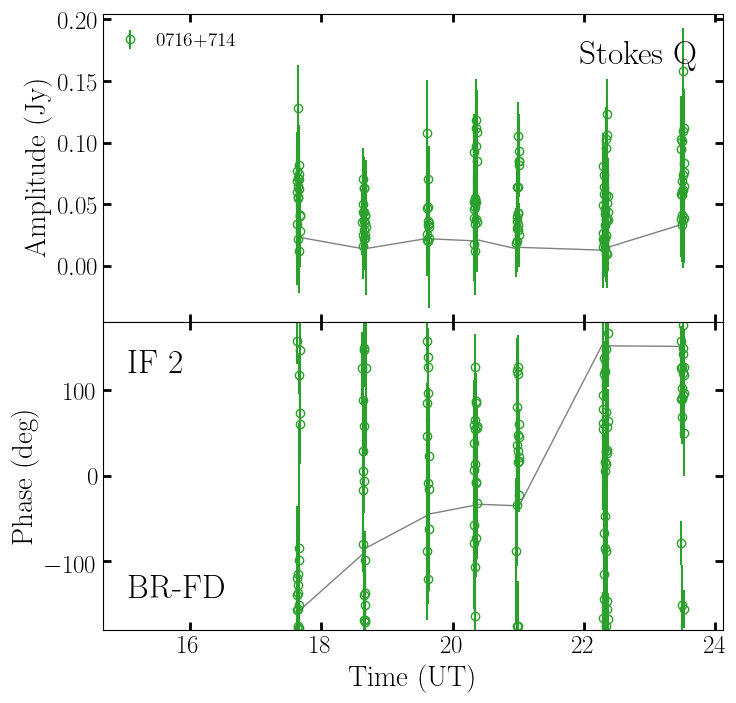 0.20
0716+714
Stokes Q
0.15
0.10
0.05
0.00
Amplitude (Jy)
IF 2
100
0
−100
Phase (deg)
BR-FD
16 18 20 22 24
Time (UT)